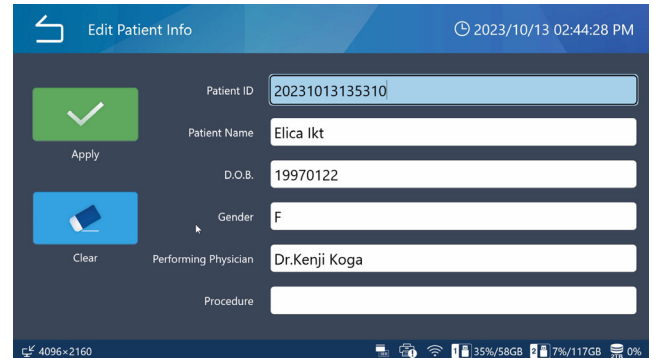 Edit Patient Info 2023/10/13 02:44:28 PM
Patient ID 20231013135310
Patient Name Elica Ikt
Apply
D.O.B. 19970122
Gender F
Clear
Performing Physician Dr.Kenji Koga
Procedure
4096×2160 1 35%/58GB 2 7%/117GB 2TB 0%